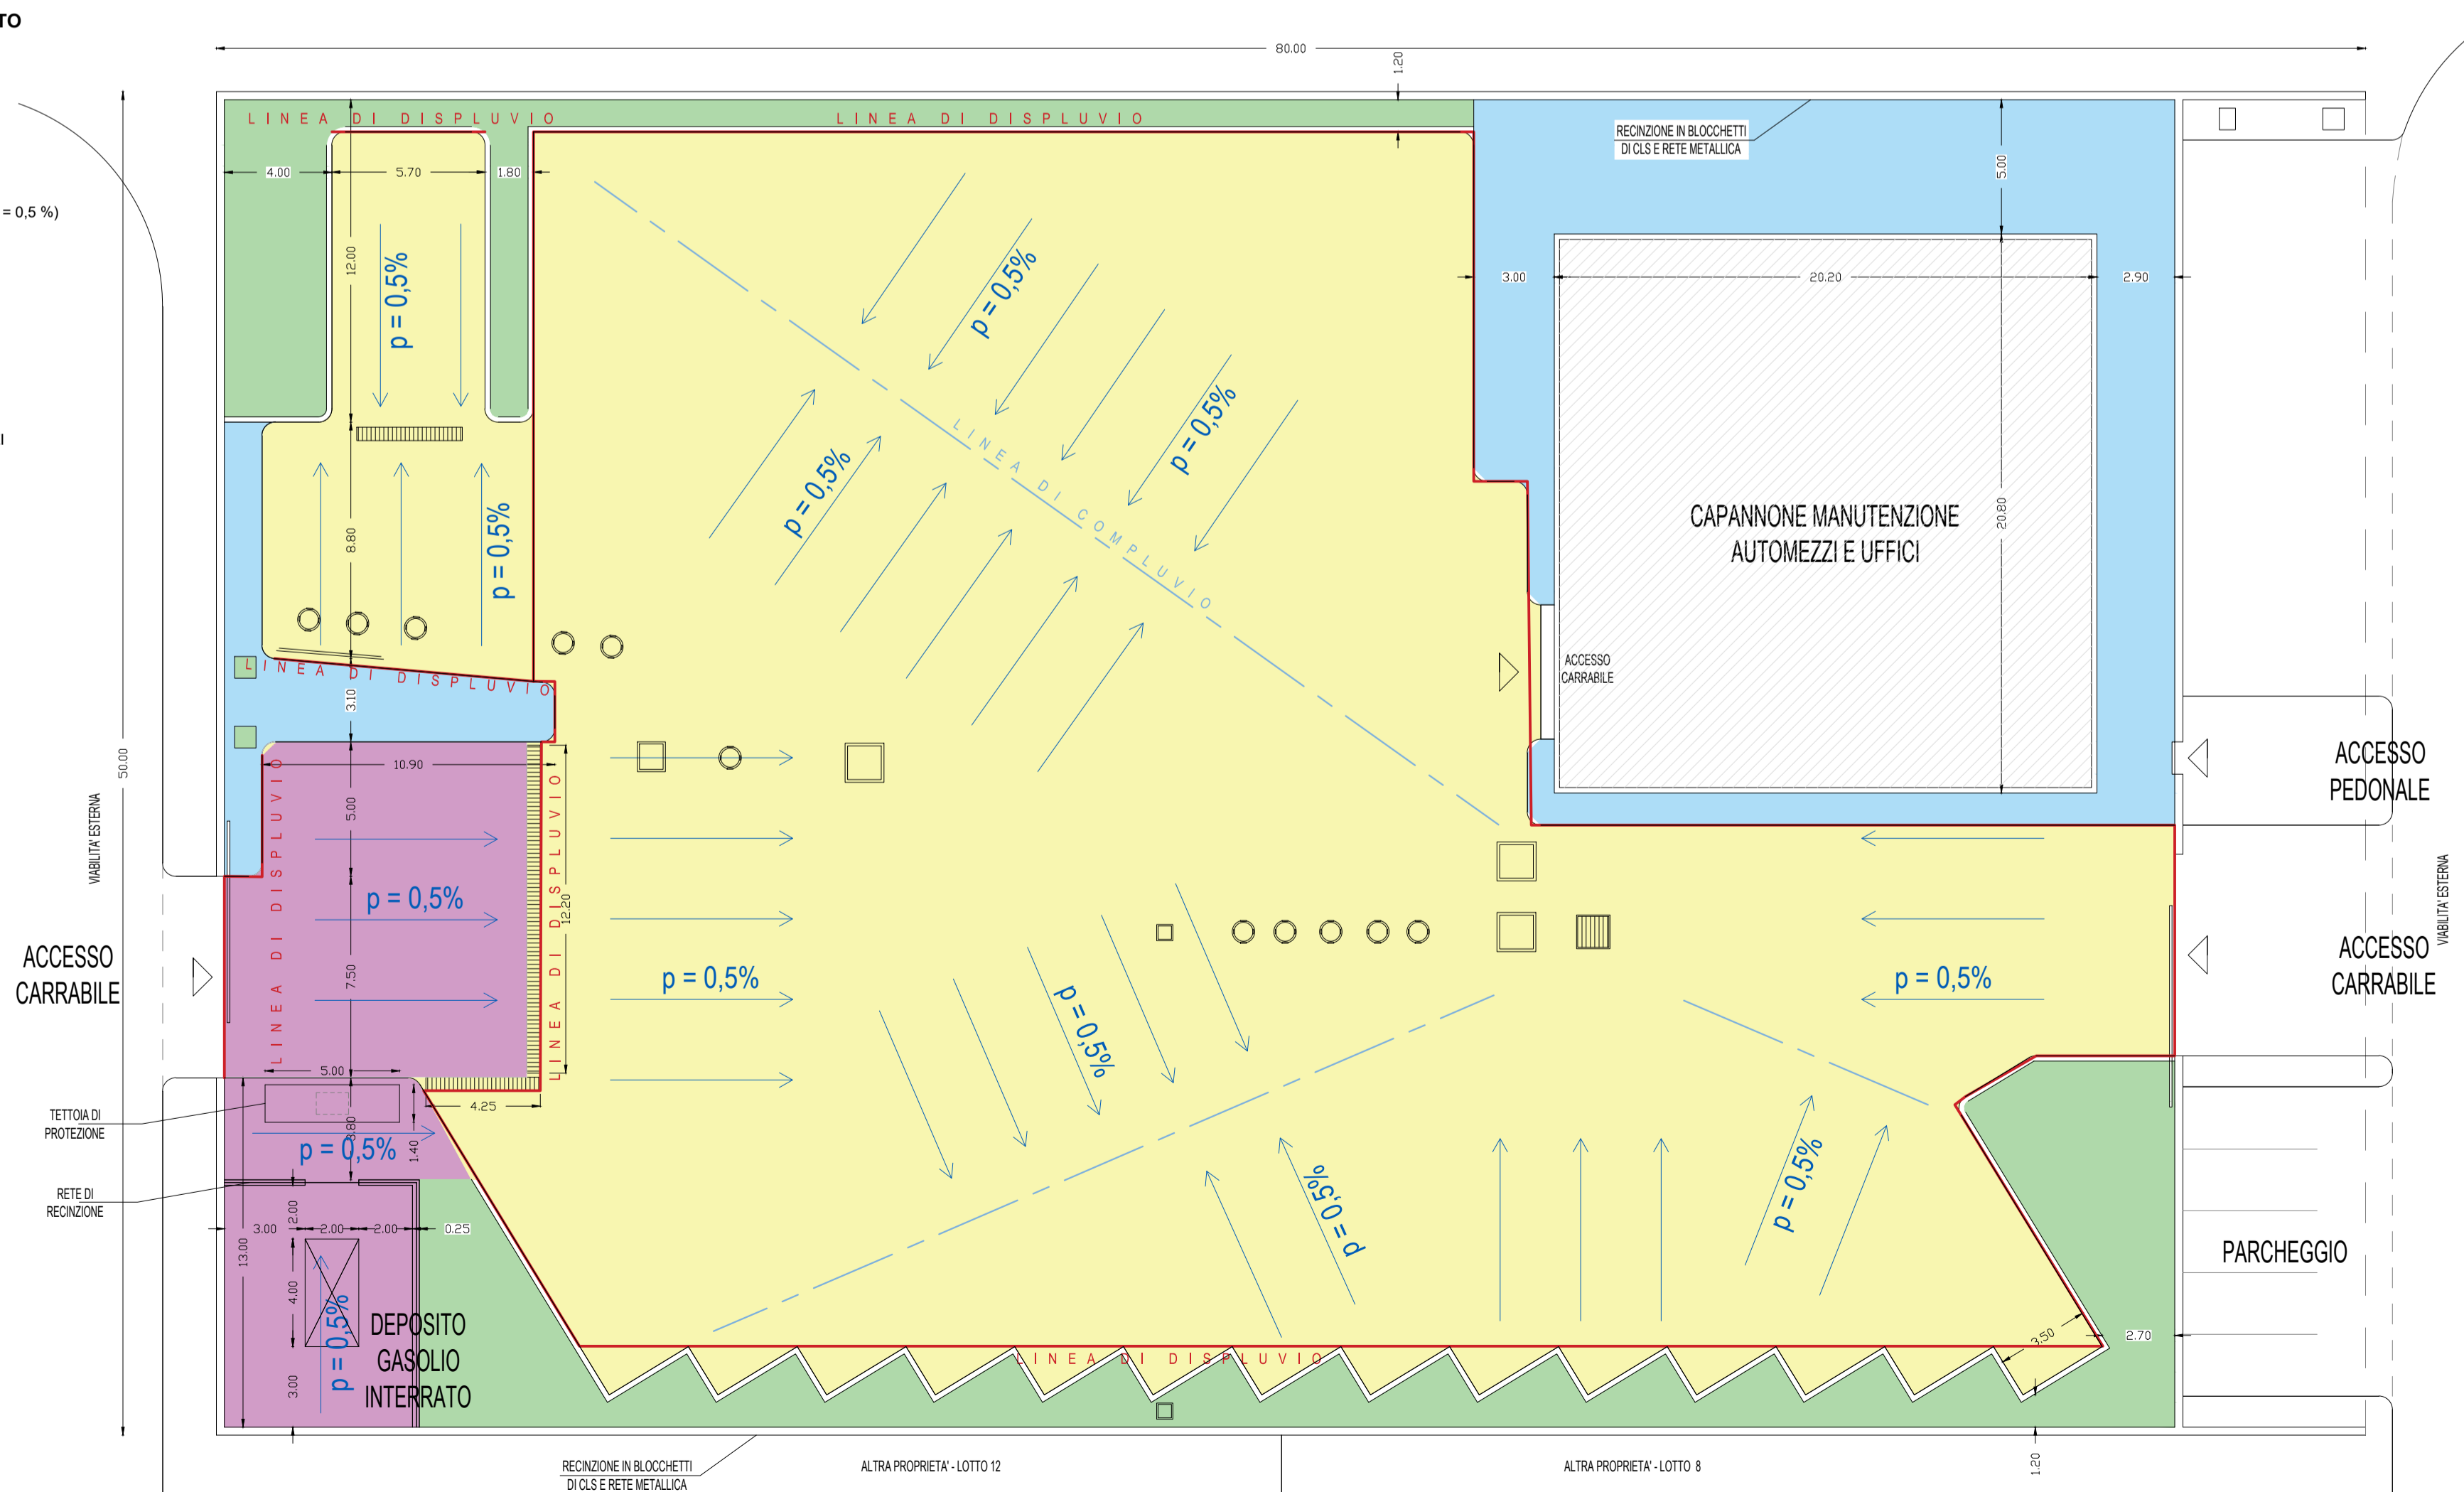 TO
80.00
1.20
LINEA DI DISPLUVIO
LINEA DI DISPLUVIO
RECINZIONE IN BLOCCHETTI
DI CLS E RETE METALLICA
4.00
5.70
1.80
5.00
= 0,5 %)
12.00
p = 0,5%
p = 0,5%
3.00
20.20
2.90
p = 0,5%
p = 0,5%
LINEA DI COMPLUVIO
I
8.80
p = 0,5%
CAPANNONE MANUTENZIONE
AUTOMEZZI E UFFICI
20.80
LINEA DI DISPLUVIO
3.10
ACCESSO
CARRABILE
50.00
10.90
ACCESSO
PEDONALE
VIABILITA' ESTERNA
LINEA DI DISPLUVIO
5.00
LINEA DI DISPLUVIO
12.20
p = 0,5%
VIABILITA' ESTERNA
ACCESSO
CARRABILE
7.50
p = 0,5%
p = 0,5%
p = 0,5%
ACCESSO
CARRABILE
5.00
4.25
TETTOIA DI
PROTEZIONE
3.80
1.40
p = 0,5%
RETE DI
RECINZIONE
p = 0,5%
p = 0,5%
3.00
2.00
2.00
2.00
0.25
13.00
4.00
p = 0,5%
3.00
DEPOSITO
GASOLIO
INTERRATO
PARCHEGGIO
LINEA DI DISPLUVIO
3.50
2.70
1.20
RECINZIONE IN BLOCCHETTI
DI CLS E RETE METALLICA
ALTRA PROPRIETA' - LOTTO 12
ALTRA PROPRIETA' - LOTTO 8